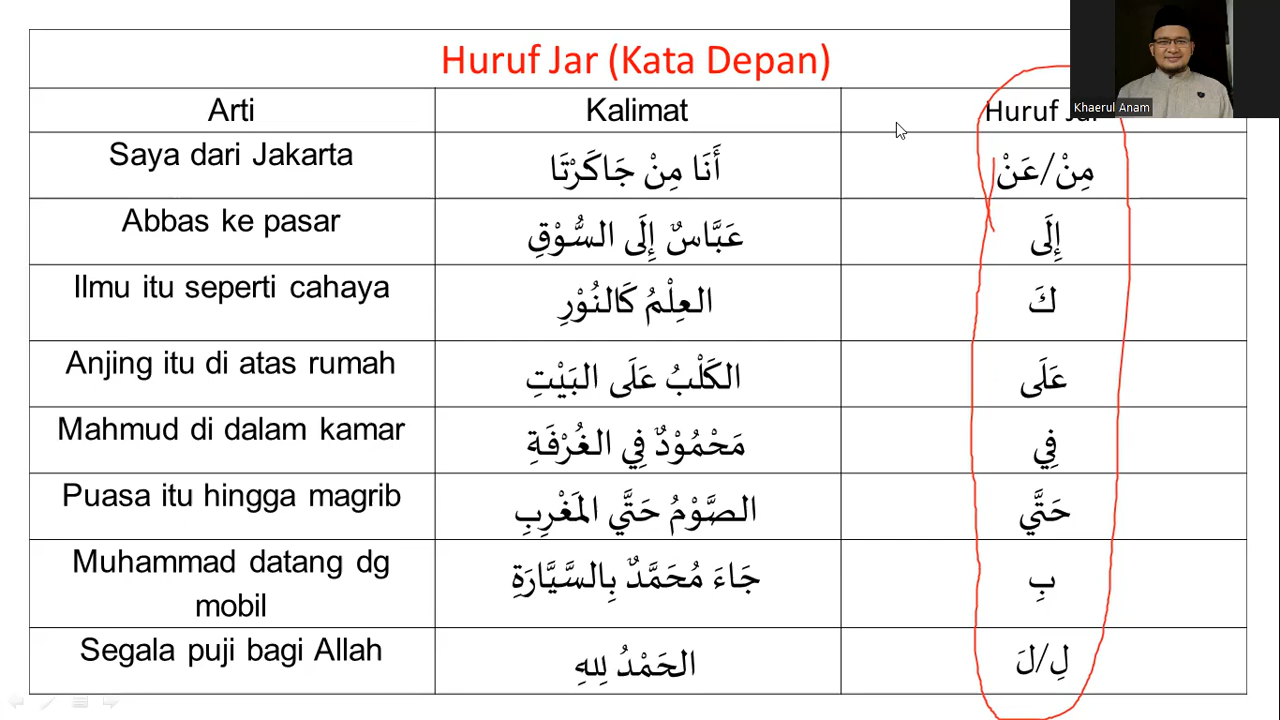 Huruf Jar (Kata Depan)
Arti Kalimat Huruf Jar
Saya dari Jakarta أَنَا مِنْ جَاكَرْتَا مِنْ/عَنْ
Abbas ke pasar عَبَّاسٌ إِلَى السُّوْقِ إِلَى
Ilmu itu seperti cahaya العِلْمُ كَالنُوْرِ كَ
Anjing itu di atas rumah الكَلْبُ عَلَى البَيْتِ عَلَى
Mahmud di dalam kamar مَحْمُوْدٌ فِي الغُرْفَةِ فِي
Puasa itu hingga magrib الصَّوْمُ حَتَّي المَغْرِبِ حَتَّي
Muhammad datang dg
mobil جَاءَ مُحَمَّدٌ بِالسَّيَّارَةِ بِ
Segala puji bagi Allah الحَمْدُ لِلهِ لِ/لَ
Khaerul Anam